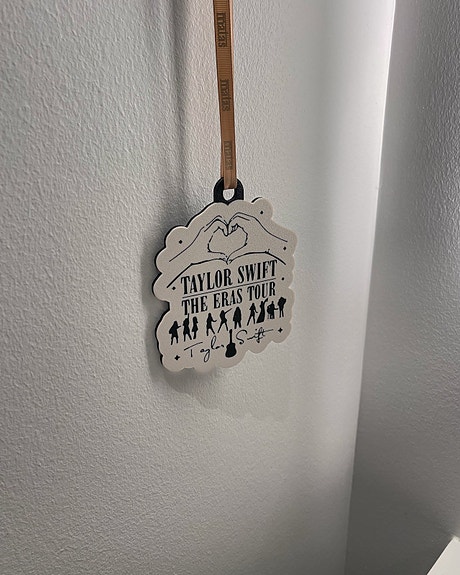 TAYLOR SWIFT
THE ERAS TOUR
Taylor Swift